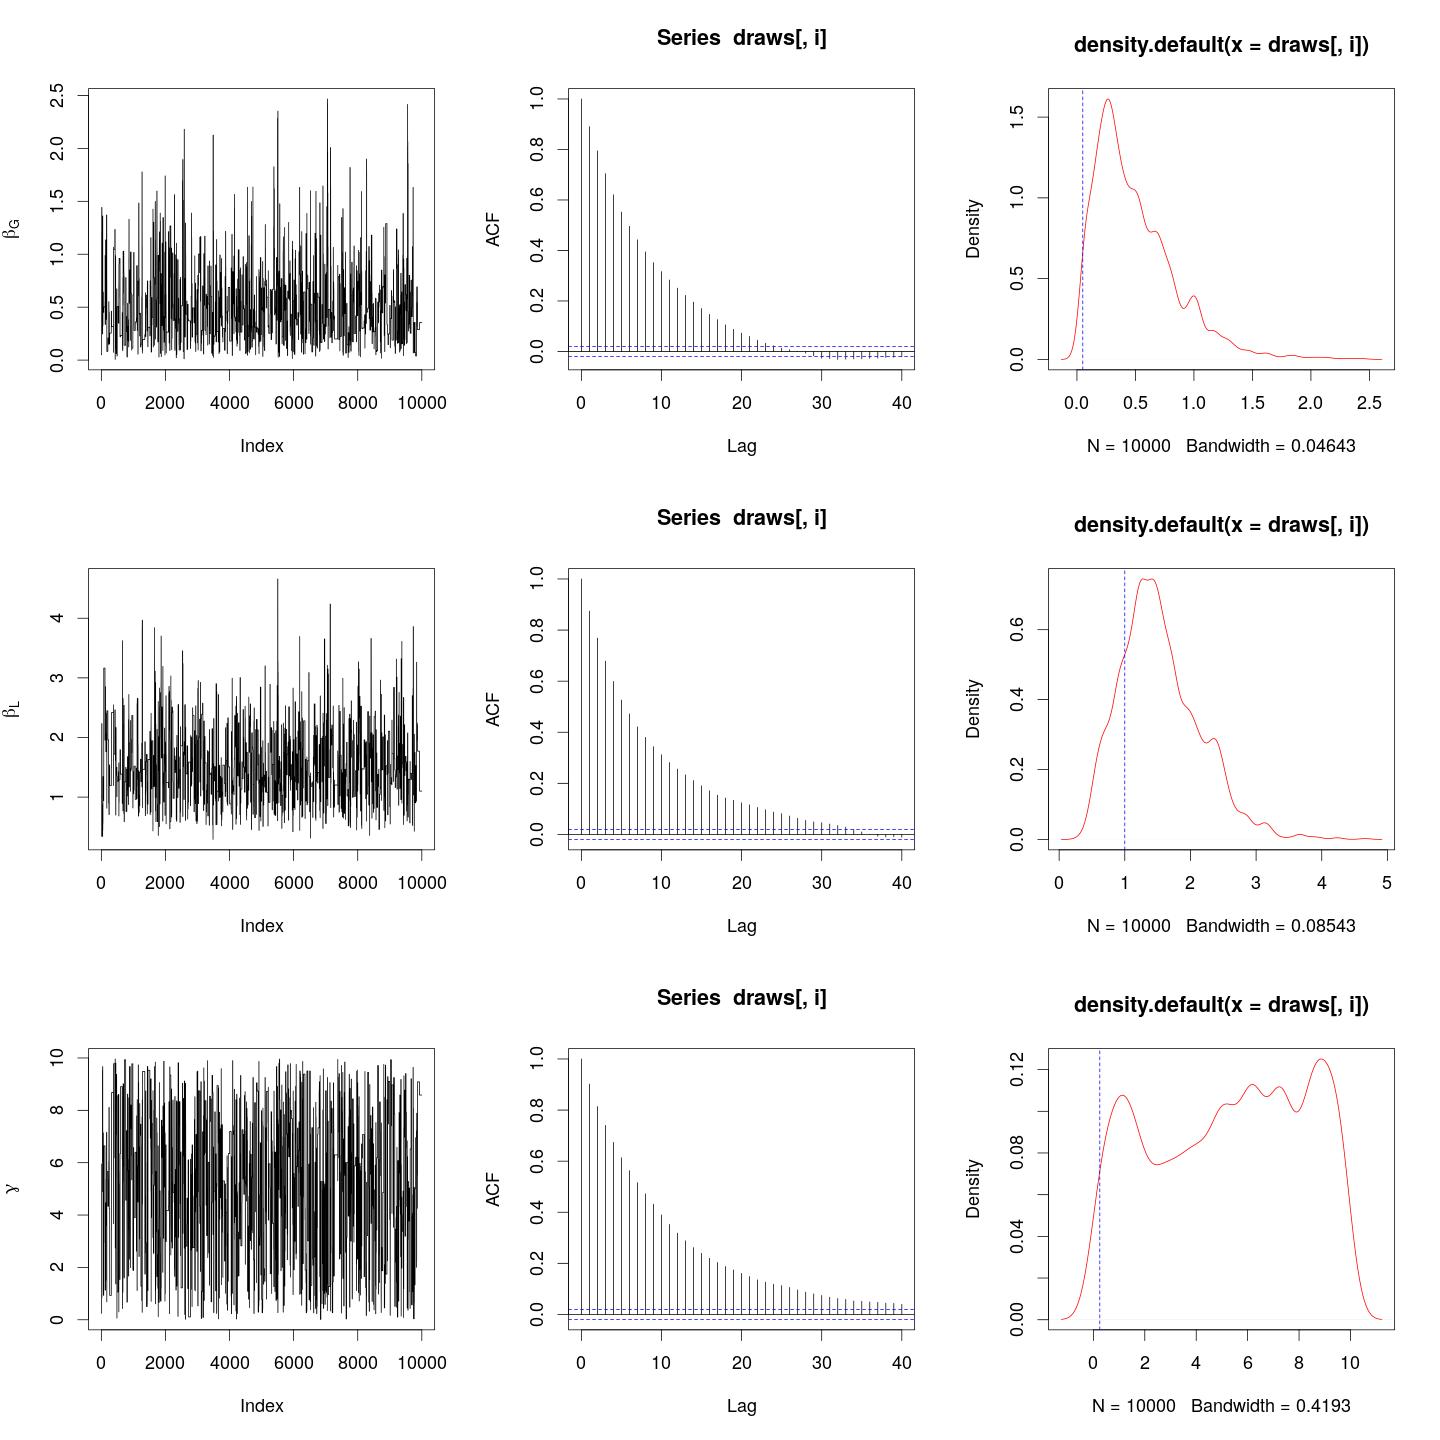 Series draws[, i]
density.default(x = draws[, i])
βG
0.0 0.5 1.0 1.5 2.0 2.5
0 2000 4000 6000 8000 10000
Index
ACF
0.0 0.2 0.4 0.6 0.8 1.0
0 10 20 30 40
Lag
Density
0.0 0.5 1.0 1.5
0.0 0.5 1.0 1.5 2.0 2.5
N = 10000 Bandwidth = 0.04643
Series draws[, i]
density.default(x = draws[, i])
βL
1 2 3 4
0 2000 4000 6000 8000 10000
Index
ACF
0.0 0.2 0.4 0.6 0.8 1.0
0 10 20 30 40
Lag
Density
0.0 0.2 0.4 0.6
0 1 2 3 4 5
N = 10000 Bandwidth = 0.08543
Series draws[, i]
density.default(x = draws[, i])
γ
0 2 4 6 8 10
0 2000 4000 6000 8000 10000
Index
ACF
0.0 0.2 0.4 0.6 0.8 1.0
0 10 20 30 40
Lag
Density
0.00 0.04 0.08 0.12
0 2 4 6 8 10
N = 10000 Bandwidth = 0.4193